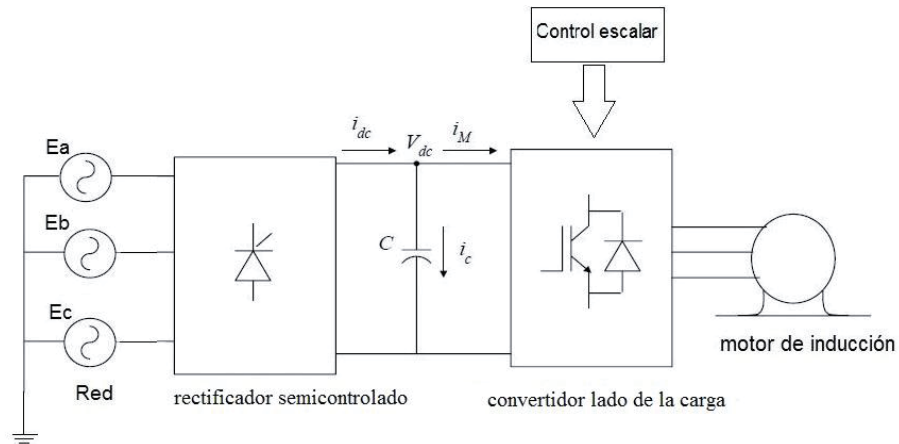 Control escalar
i_dc
V_dc
i_M
Ea
Eb
C
i_c
Ec
Red
rectificador semicontrolado
convertidor lado de la carga
motor de inducción